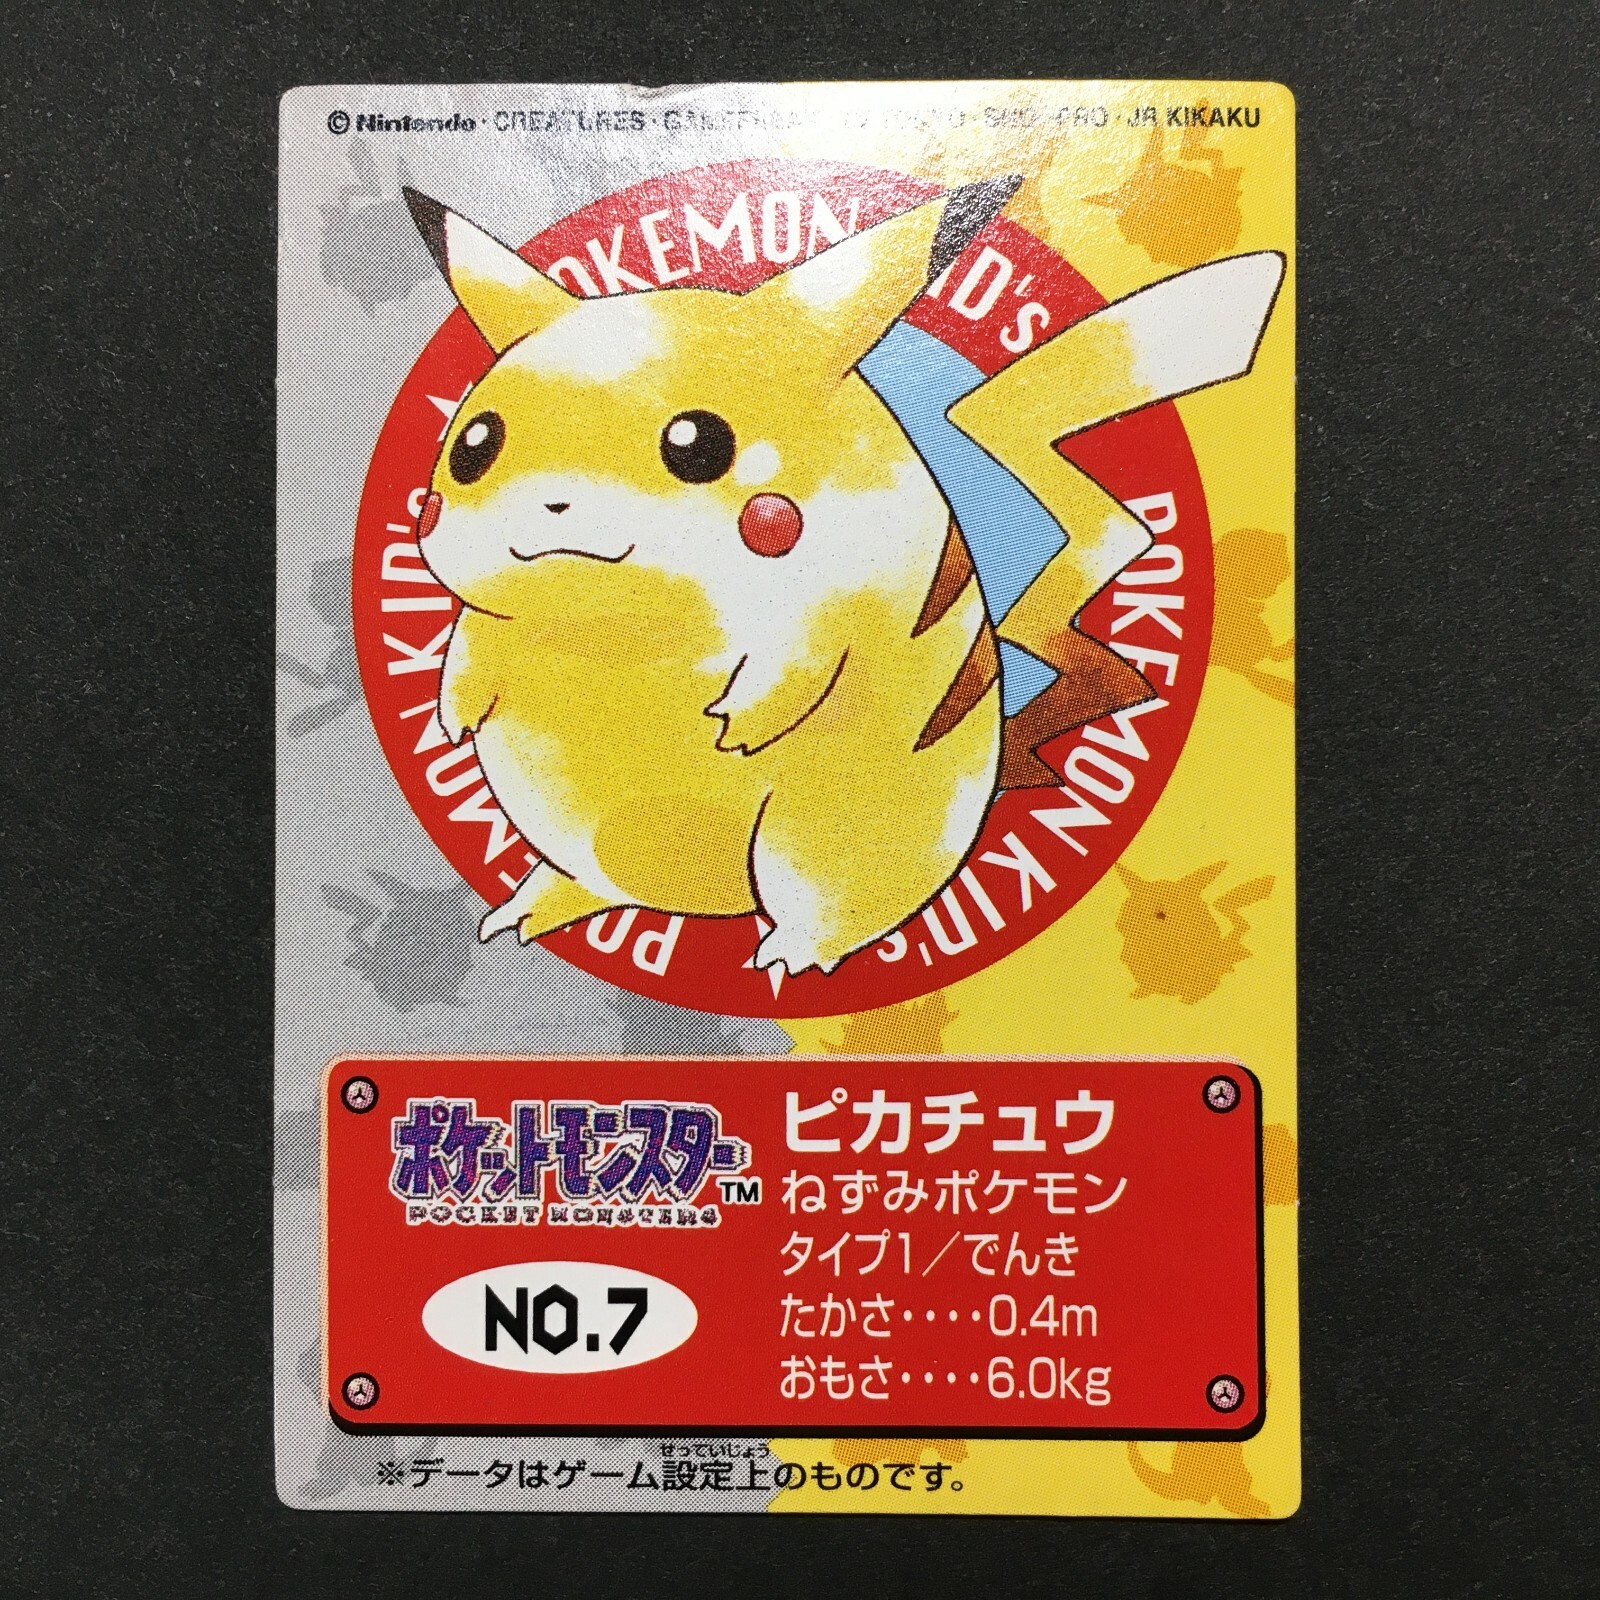 © Nintendo · CREATURES · GAMEFREAK · TV TOKYO · SHO-PRO · JR KIKAKU
POKEMON KID's
POKEMON KID's
POKEMON KID's
ポケットモンスター TM
POCKET MONSTERS
NO.7
ピカチュウ
ねずみポケモン
タイプ1／でんき
たかさ‥‥0.4m
おもさ‥‥6.0kg
せっていじょう
※データはゲーム設定上のものです。